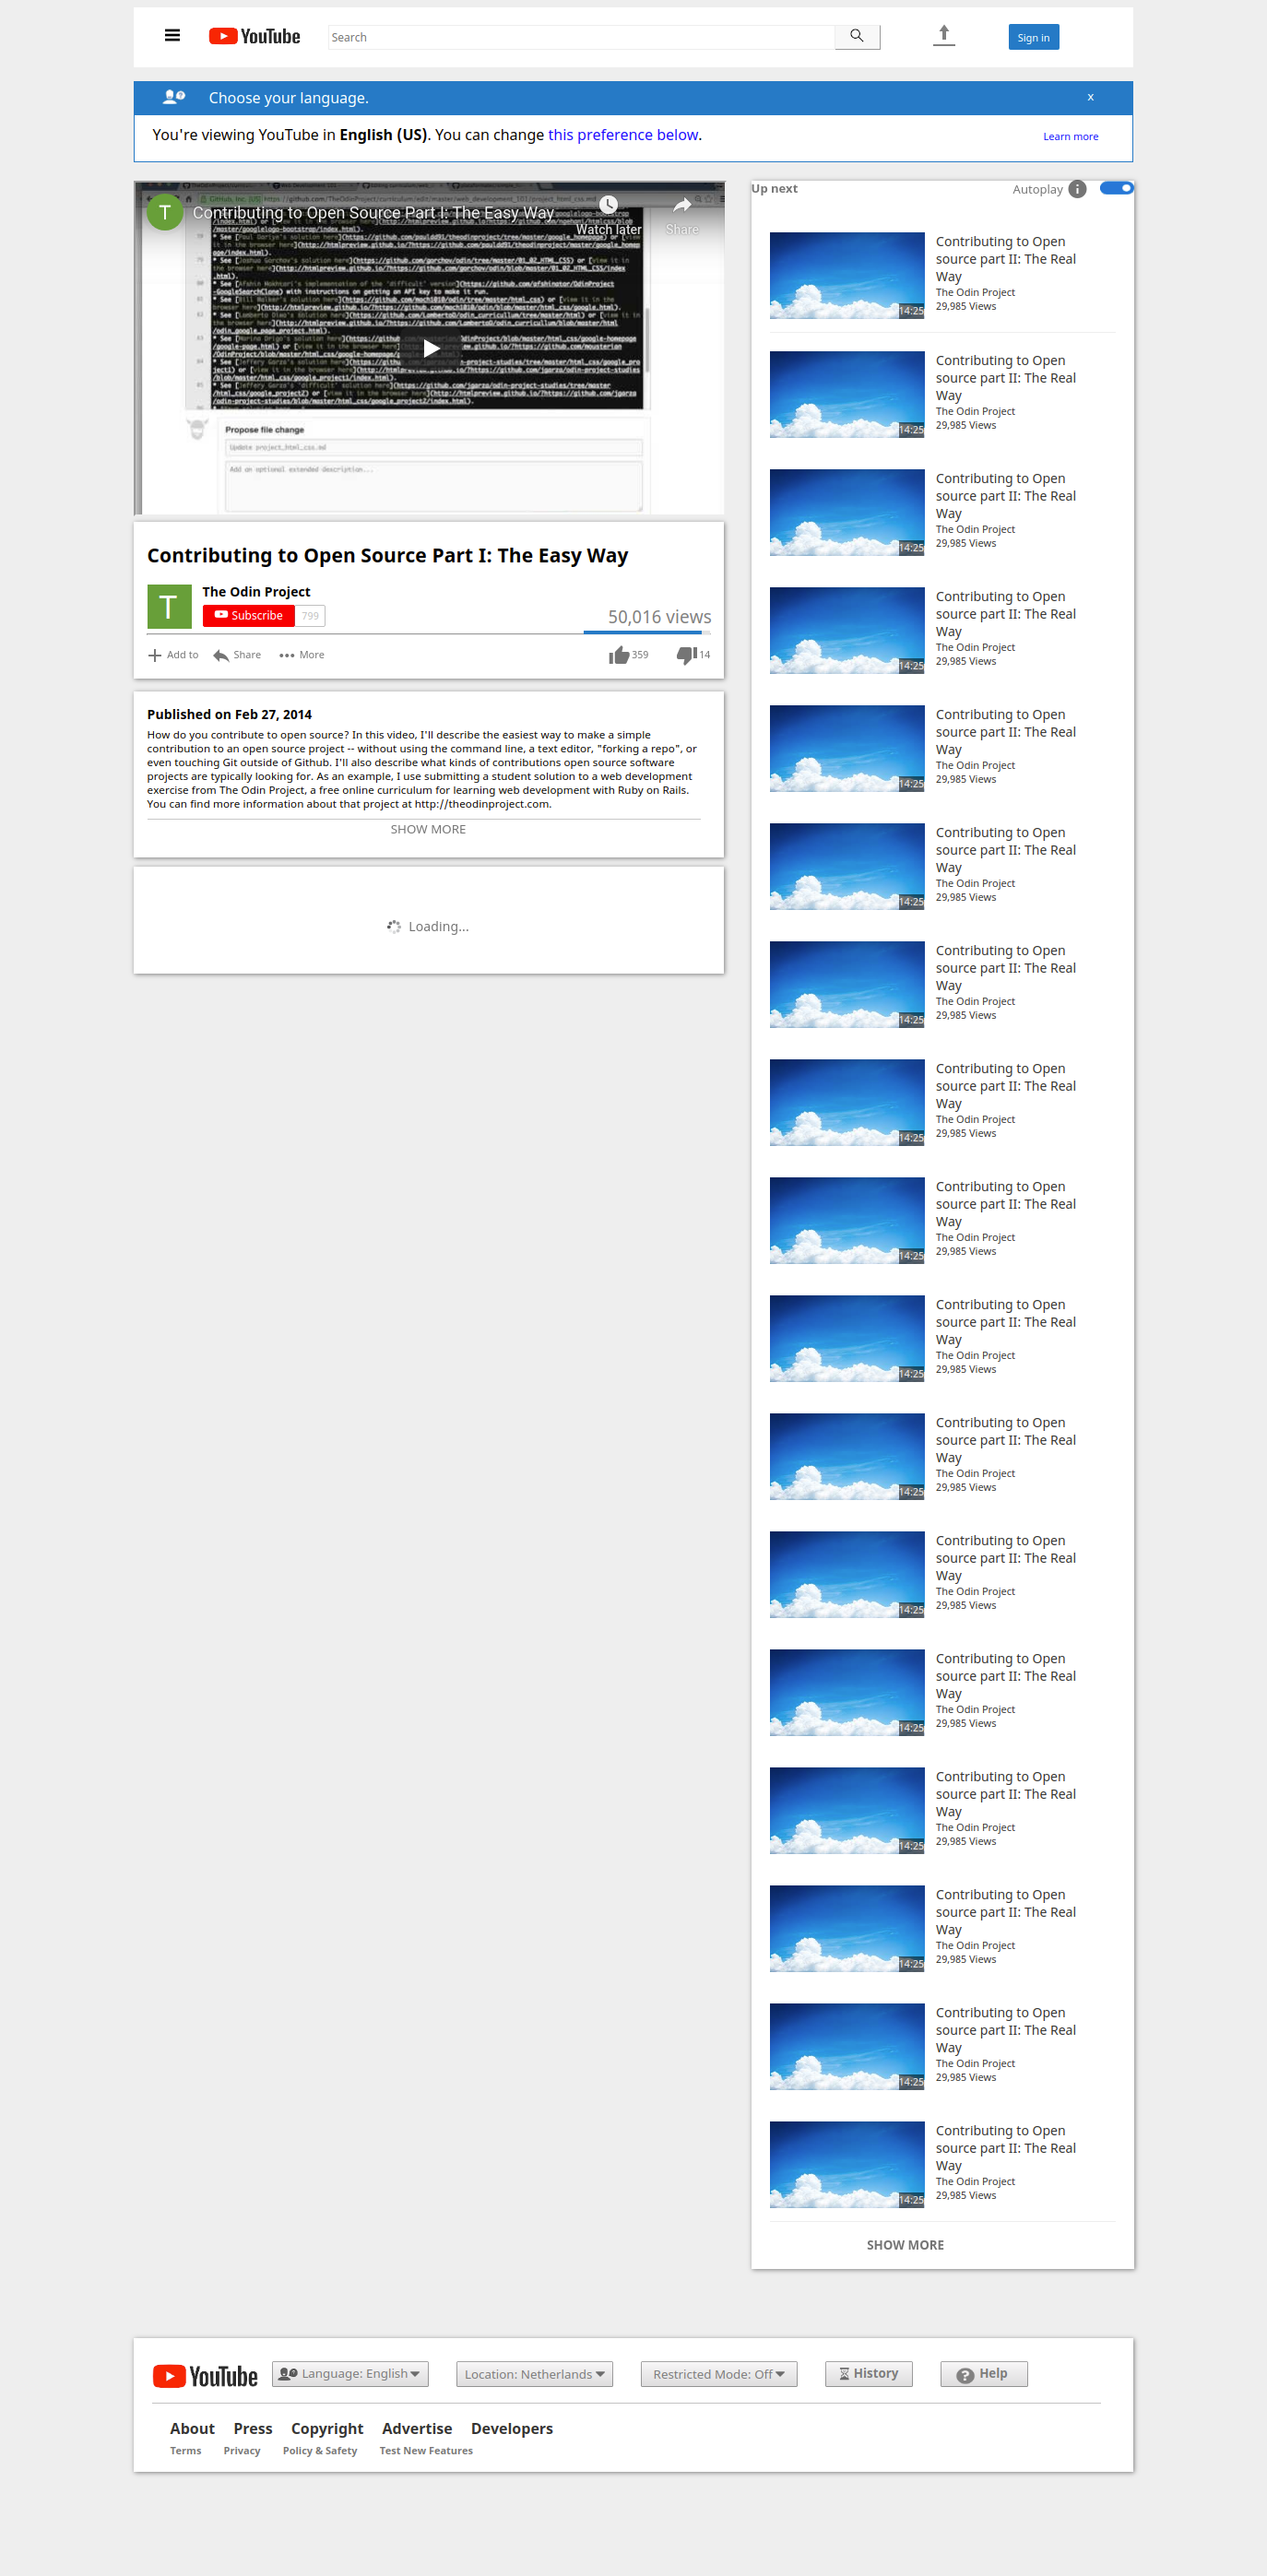 YouTube
Search
Sign in
Choose your language.
x
You're viewing YouTube in English (US). You can change this preference below.
Learn more
T
Contributing to Open Source Part I: The Easy Way
Watch later
Share
Propose file change
Update project_html_css.md
Add an optional extended description...
Contributing to Open Source Part I: The Easy Way
T
The Odin Project
Subscribe
799
50,016 views
Add to
Share
More
359
14
Published on Feb 27, 2014
How do you contribute to open source? In this video, I'll describe the easiest way to make a simple
contribution to an open source project -- without using the command line, a text editor, "forking a repo", or
even touching Git outside of Github. I'll also describe what kinds of contributions open source software
projects are typically looking for. As an example, I use submitting a student solution to a web development
exercise from The Odin Project, a free online curriculum for learning web development with Ruby on Rails.
You can find more information about that project at http://theodinproject.com.
SHOW MORE
Loading...
Up next
Autoplay
14:25
Contributing to Open
source part II: The Real
Way
The Odin Project
29,985 Views
14:25
Contributing to Open
source part II: The Real
Way
The Odin Project
29,985 Views
14:25
Contributing to Open
source part II: The Real
Way
The Odin Project
29,985 Views
14:25
Contributing to Open
source part II: The Real
Way
The Odin Project
29,985 Views
14:25
Contributing to Open
source part II: The Real
Way
The Odin Project
29,985 Views
14:25
Contributing to Open
source part II: The Real
Way
The Odin Project
29,985 Views
14:25
Contributing to Open
source part II: The Real
Way
The Odin Project
29,985 Views
14:25
Contributing to Open
source part II: The Real
Way
The Odin Project
29,985 Views
14:25
Contributing to Open
source part II: The Real
Way
The Odin Project
29,985 Views
14:25
Contributing to Open
source part II: The Real
Way
The Odin Project
29,985 Views
14:25
Contributing to Open
source part II: The Real
Way
The Odin Project
29,985 Views
14:25
Contributing to Open
source part II: The Real
Way
The Odin Project
29,985 Views
14:25
Contributing to Open
source part II: The Real
Way
The Odin Project
29,985 Views
14:25
Contributing to Open
source part II: The Real
Way
The Odin Project
29,985 Views
14:25
Contributing to Open
source part II: The Real
Way
The Odin Project
29,985 Views
14:25
Contributing to Open
source part II: The Real
Way
The Odin Project
29,985 Views
14:25
Contributing to Open
source part II: The Real
Way
The Odin Project
29,985 Views
SHOW MORE
YouTube
Language: English
Location: Netherlands
Restricted Mode: Off
History
Help
About Press Copyright Advertise Developers
Terms Privacy Policy & Safety Test New Features